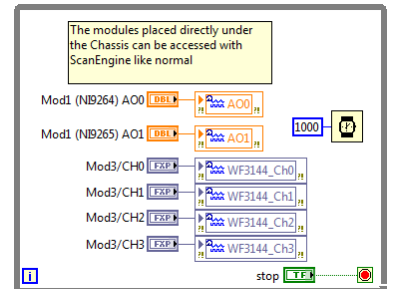 The modules placed directly under
the Chassis can be accessed with
ScanEngine like normal
Mod1 (NI9264) AO0 DBL AO0
Mod1 (NI9265) AO1 DBL AO1
1000
Mod3/CH0 FXP WF3144_Ch0
Mod3/CH1 FXP WF3144_Ch1
Mod3/CH2 FXP WF3144_Ch2
Mod3/CH3 FXP WF3144_Ch3
i stop TF